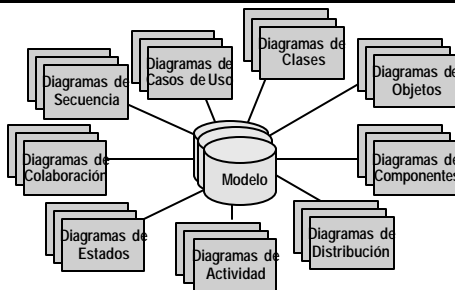 Diagramas de
Casos de Uso
Diagramas de
Clases
Diagramas de
Secuencia
Diagramas de
Objetos
Diagramas de
Colaboración
Modelo
Diagramas de
Componentes
Diagramas de
Estados
Diagramas de
Actividad
Diagramas de
Distribución